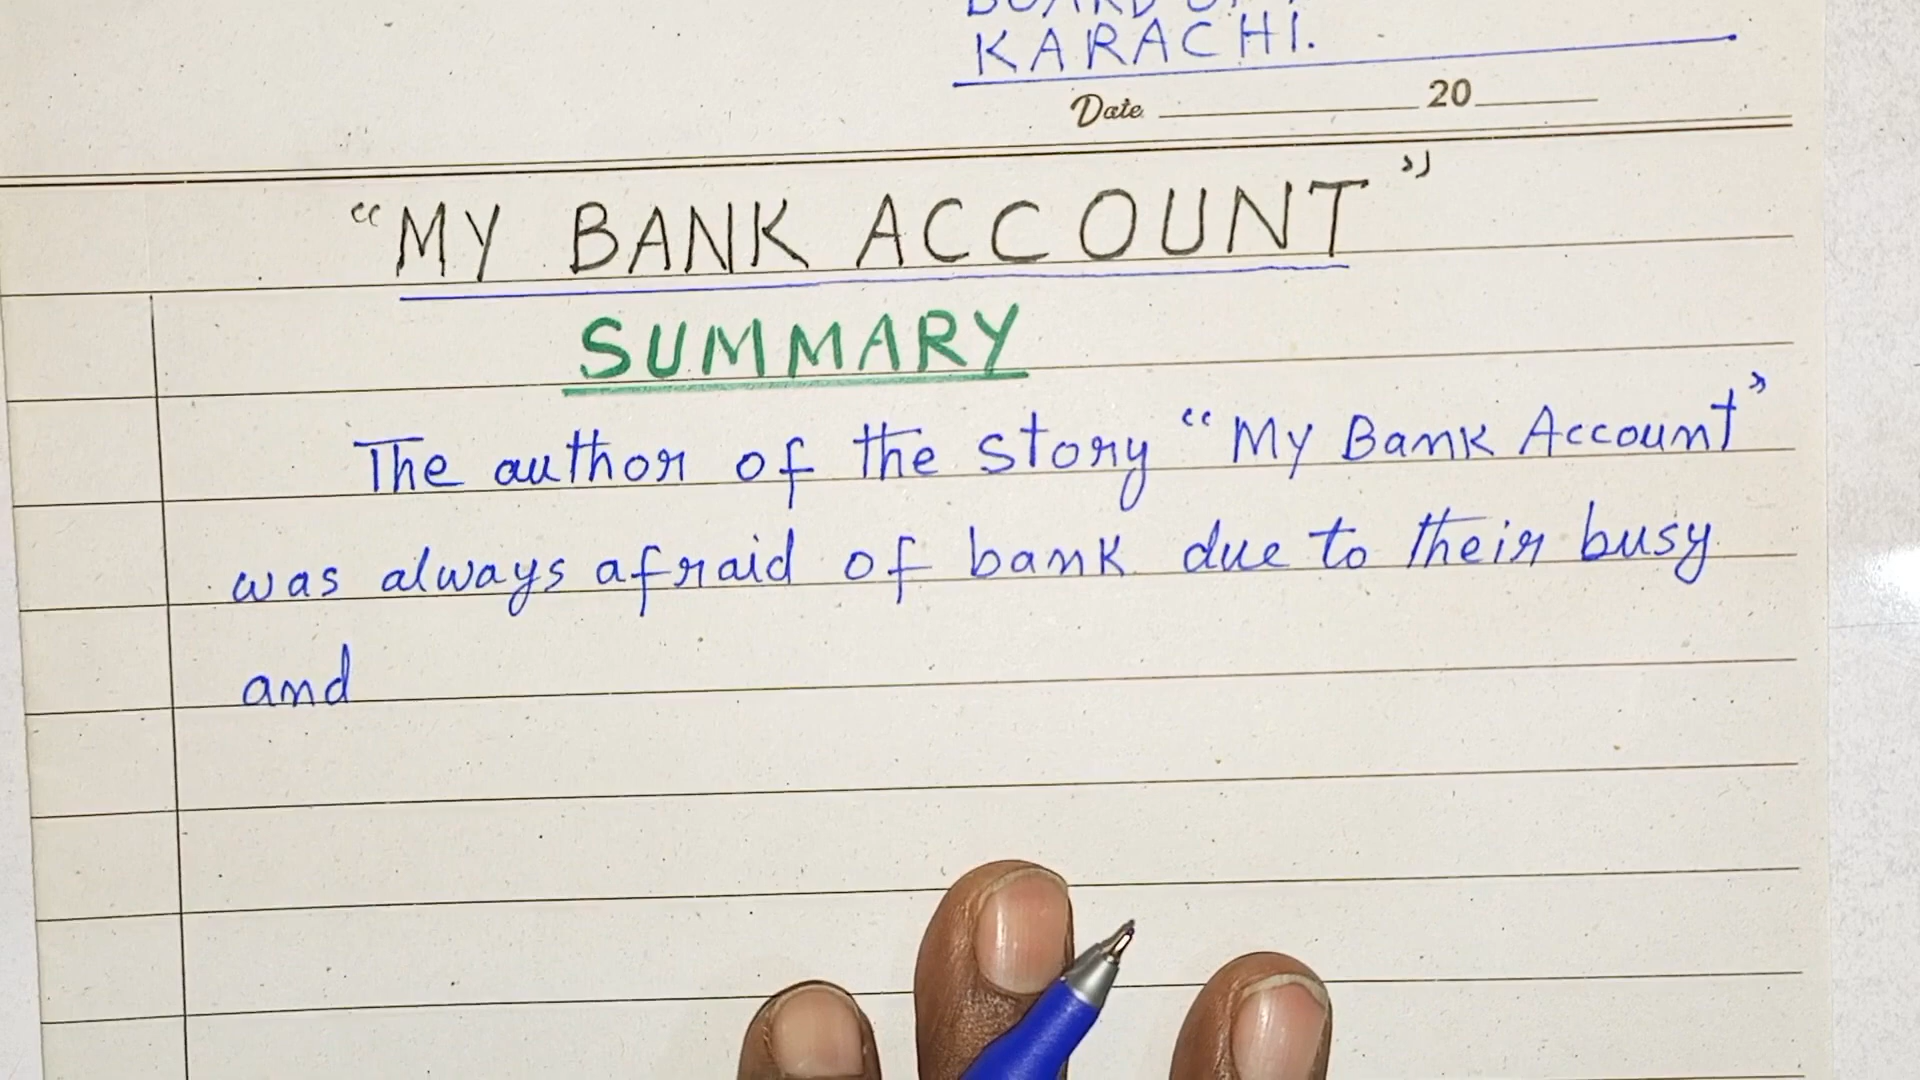 KARACHI.
Date 20
“MY BANK ACCOUNT”
SUMMARY
The author of the story “My Bank Account”
was always afraid of bank due to their busy
and